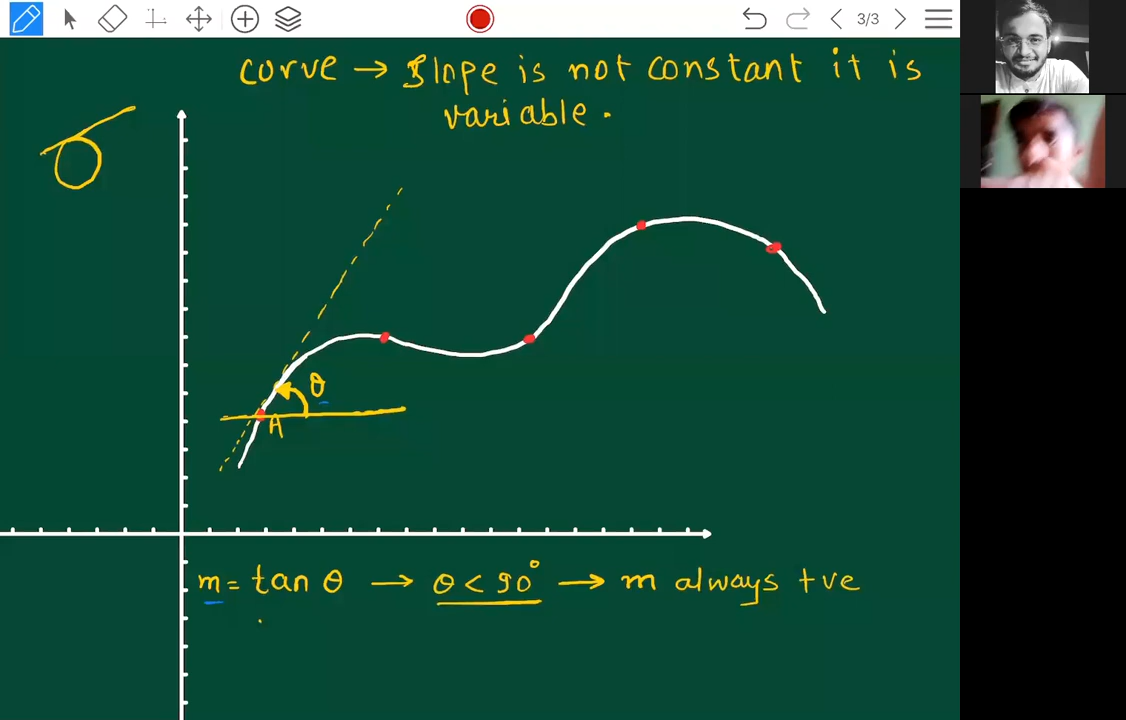 3/3
curve → slope is not constant it is
variable.
θ
A
m = tan θ → θ < 90° → m always +ve